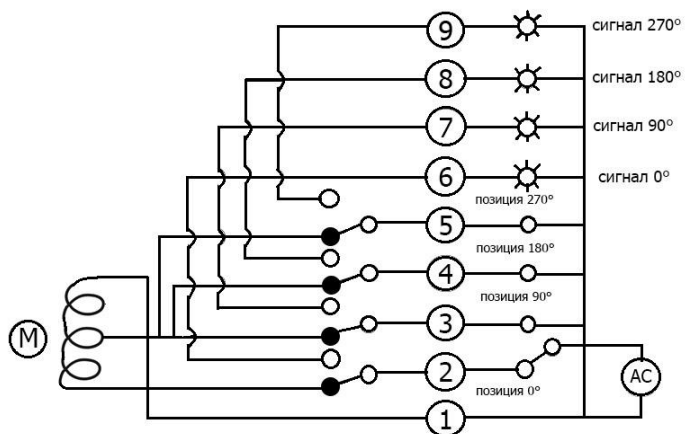 9
сигнал 270°
8
сигнал 180°
7
сигнал 90°
6
сигнал 0°
позиция 270°
5
позиция 180°
4
позиция 90°
3
M
2
AC
позиция 0°
1